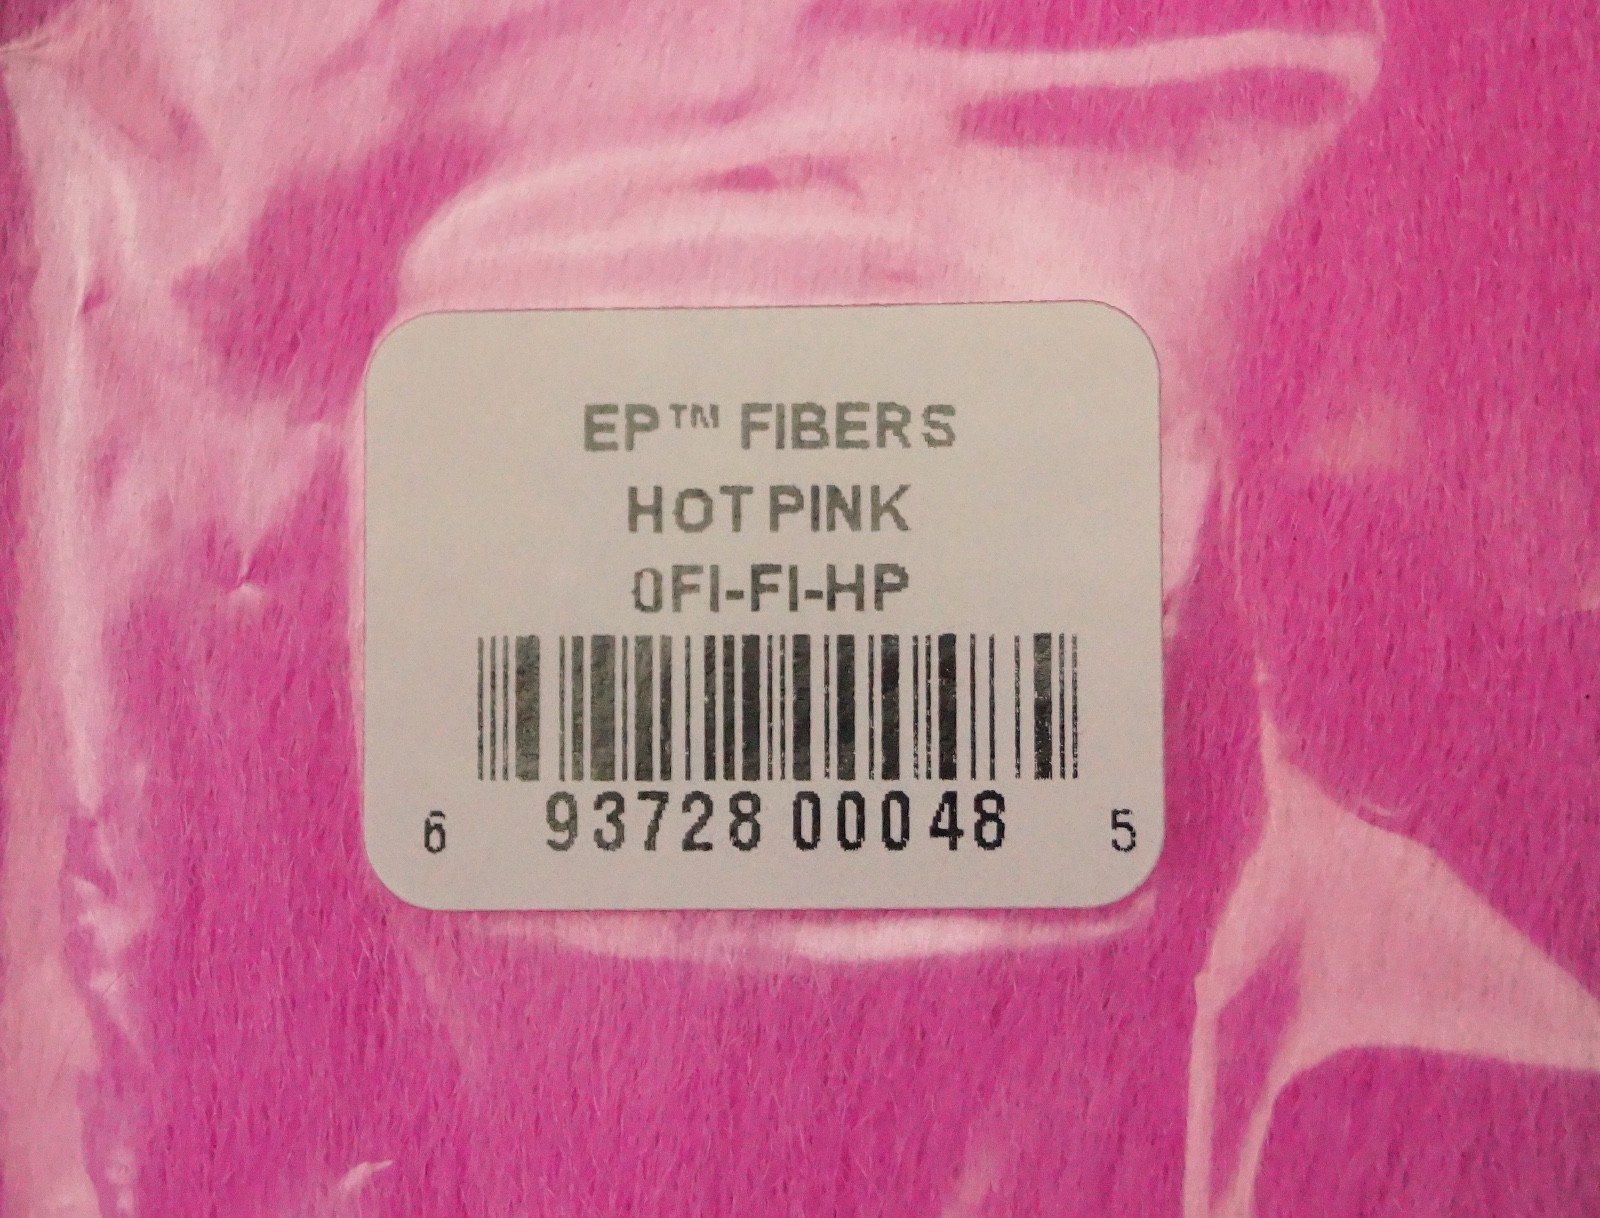 EP™ FIBERS
HOT PINK
0FI-FI-HP
6 93728 00048 5